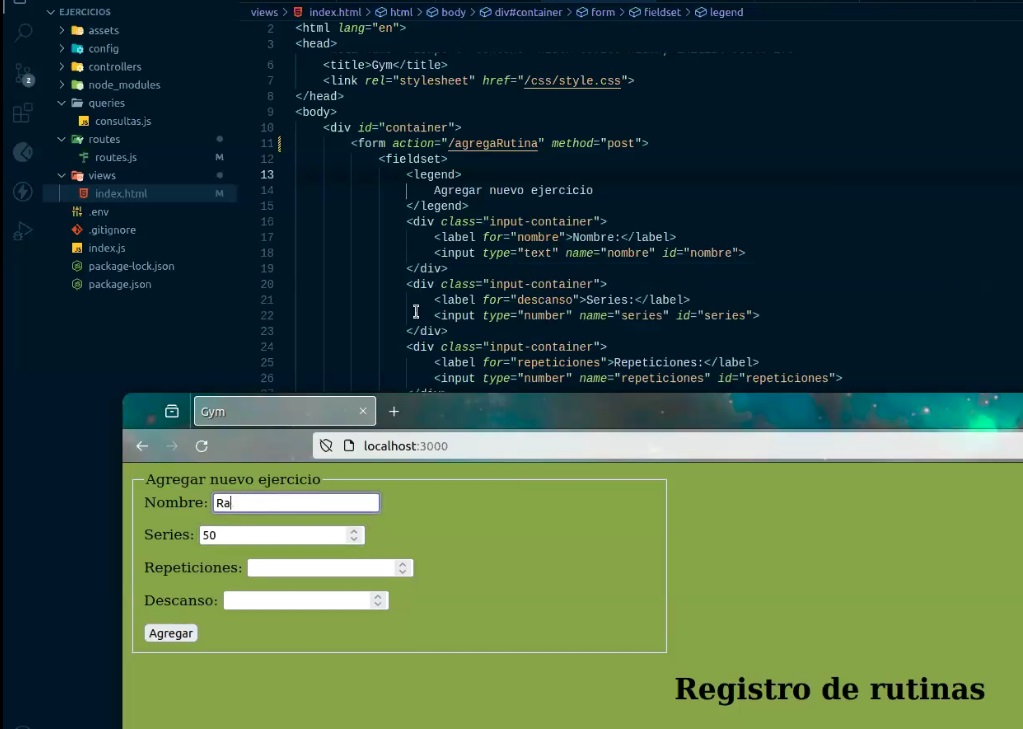 EJERCICIOS
assets
config
controllers
node_modules
queries
consultas.js
routes
routes.js M
views
index.html M
.env
.gitignore
index.js
package-lock.json
package.json
2
views > index.html > html > body > div#container > form > fieldset > legend
2 <html lang="en">
3 <head>
6 <title>Gym</title>
7 <link rel="stylesheet" href="/css/style.css">
8 </head>
9 <body>
10 <div id="container">
11 <form action="/agregaRutina" method="post">
12 <fieldset>
13 <legend>
14 Agregar nuevo ejercicio
15 </legend>
16 <div class="input-container">
17 <label for="nombre">Nombre:</label>
18 <input type="text" name="nombre" id="nombre">
19 </div>
20 <div class="input-container">
21 <label for="descanso">Series:</label>
22 <input type="number" name="series" id="series">
23 </div>
24 <div class="input-container">
25 <label for="repeticiones">Repeticiones:</label>
26 <input type="number" name="repeticiones" id="repeticiones">
Gym
localhost:3000
Agregar nuevo ejercicio
Nombre: Ra
Series: 50
Repeticiones:
Descanso:
Agregar
Registro de rutinas